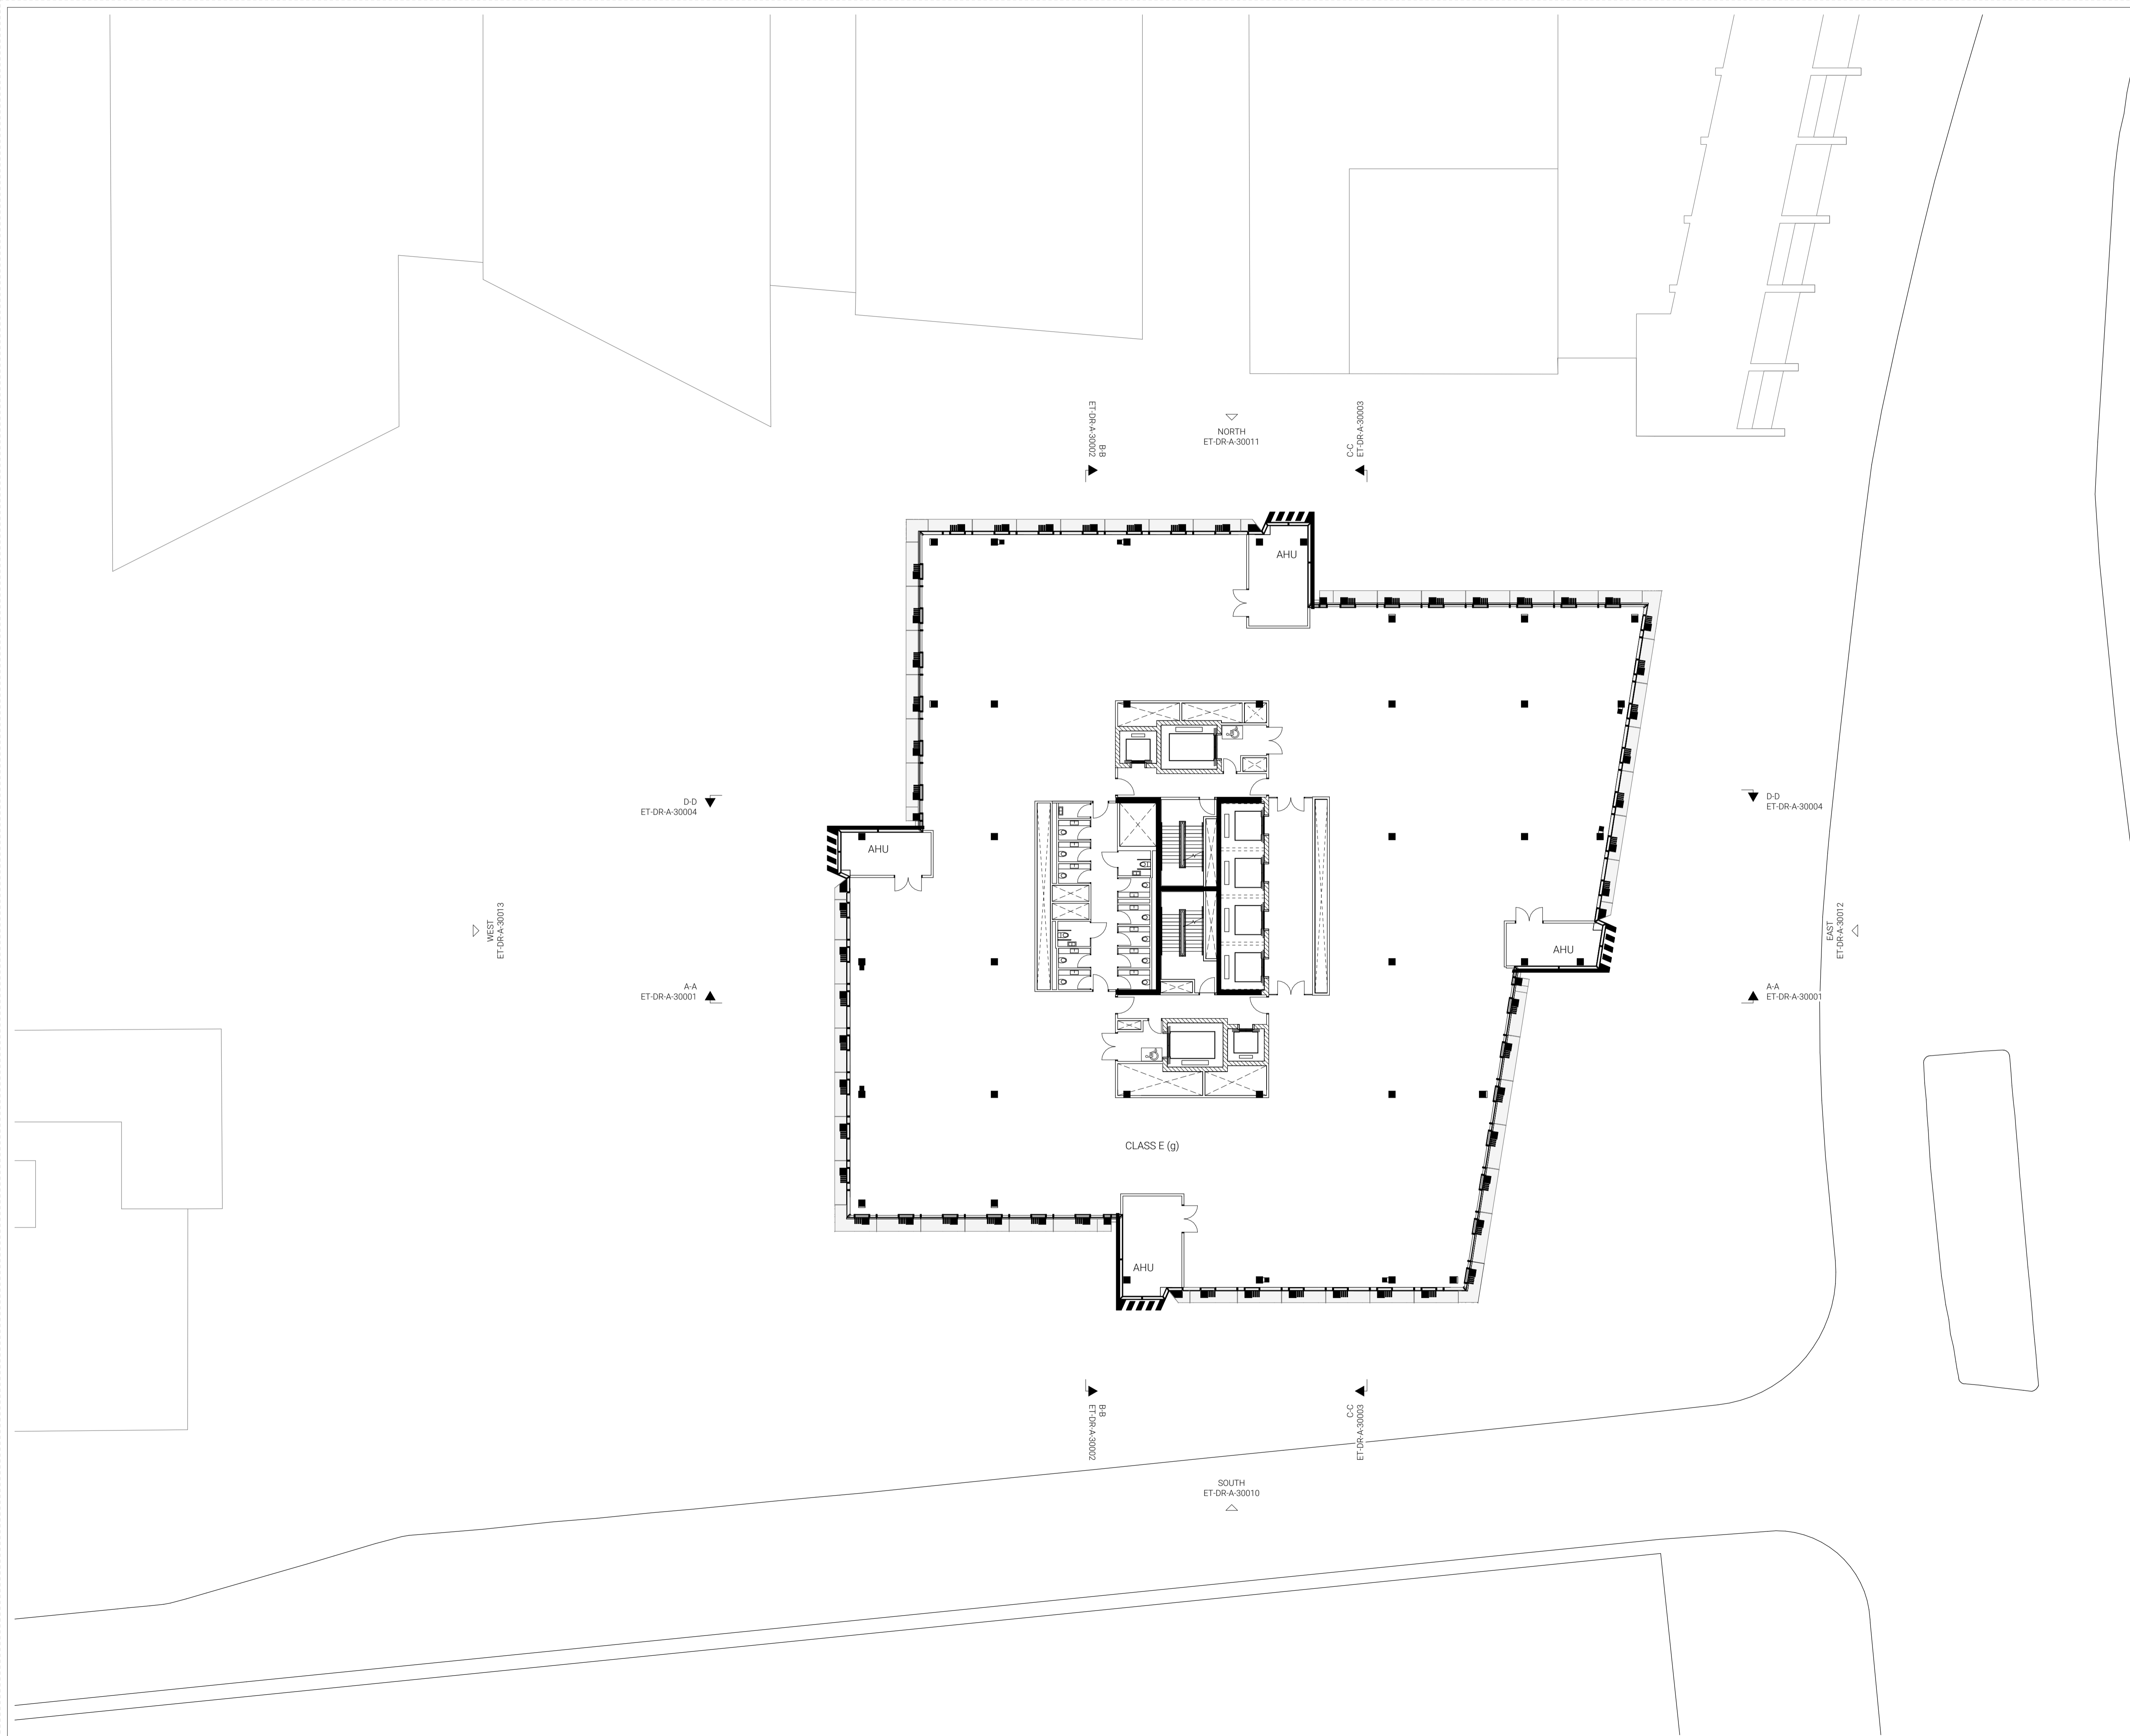 B-B
ET-DR-A-30002
C-C
ET-DR-A-30003
NORTH
ET-DR-A-30011
AHU
D-D
ET-DR-A-30004
D-D
ET-DR-A-30004
AHU
WEST
ET-DR-A-30013
EAST
ET-DR-A-30012
AHU
A-A
ET-DR-A-30001
A-A
ET-DR-A-30001
CLASS E (g)
AHU
B-B
ET-DR-A-30002
C-C
ET-DR-A-30003
SOUTH
ET-DR-A-30010